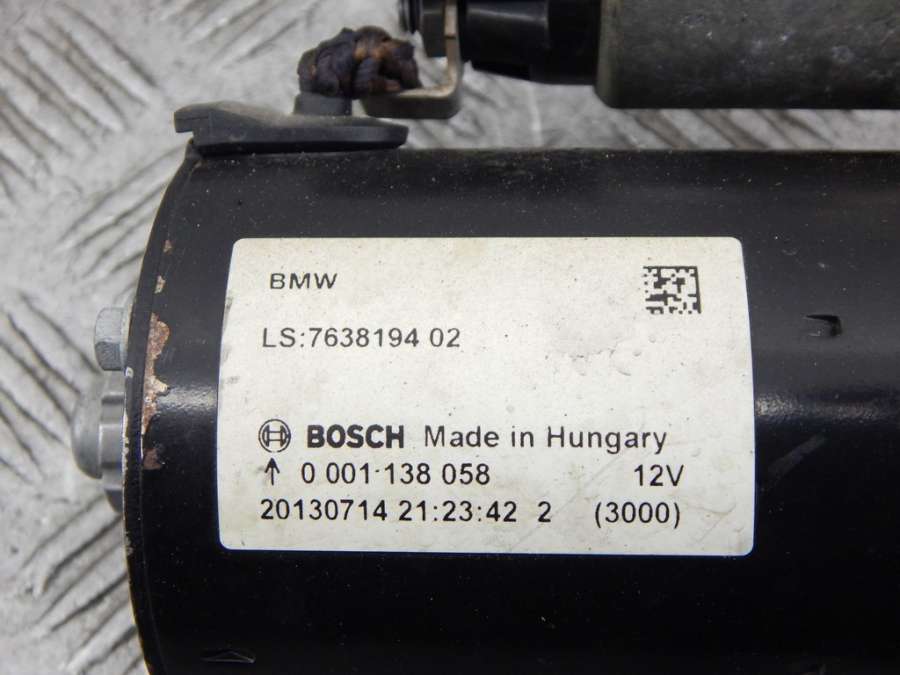 BMW
LS:7638194 02
BOSCH Made in Hungary
↑ 0 001 138 058 12V
20130714 21:23:42 2 (3000)